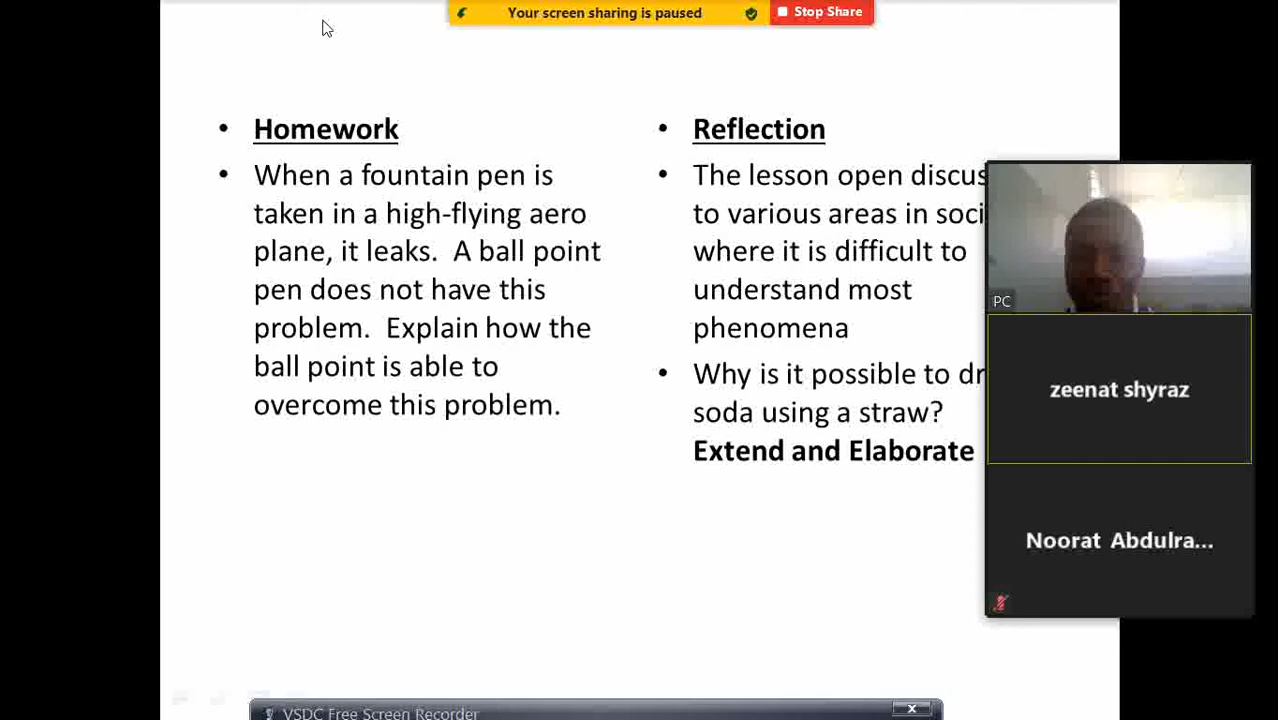 Your screen sharing is paused
Stop Share
Homework
When a fountain pen is
taken in a high-flying aero
plane, it leaks.  A ball point
pen does not have this
problem.  Explain how the
ball point is able to
overcome this problem.
Reflection
The lesson open discus
to various areas in soci
where it is difficult to
understand most
phenomena
Why is it possible to dr
soda using a straw?
Extend and Elaborate
PC
zeenat shyraz
Noorat Abdulra...
VSDC Free Screen Recorder